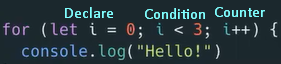 Declare Condition Counter
for (let i = 0; i < 3; i++) {
console.log("Hello!")